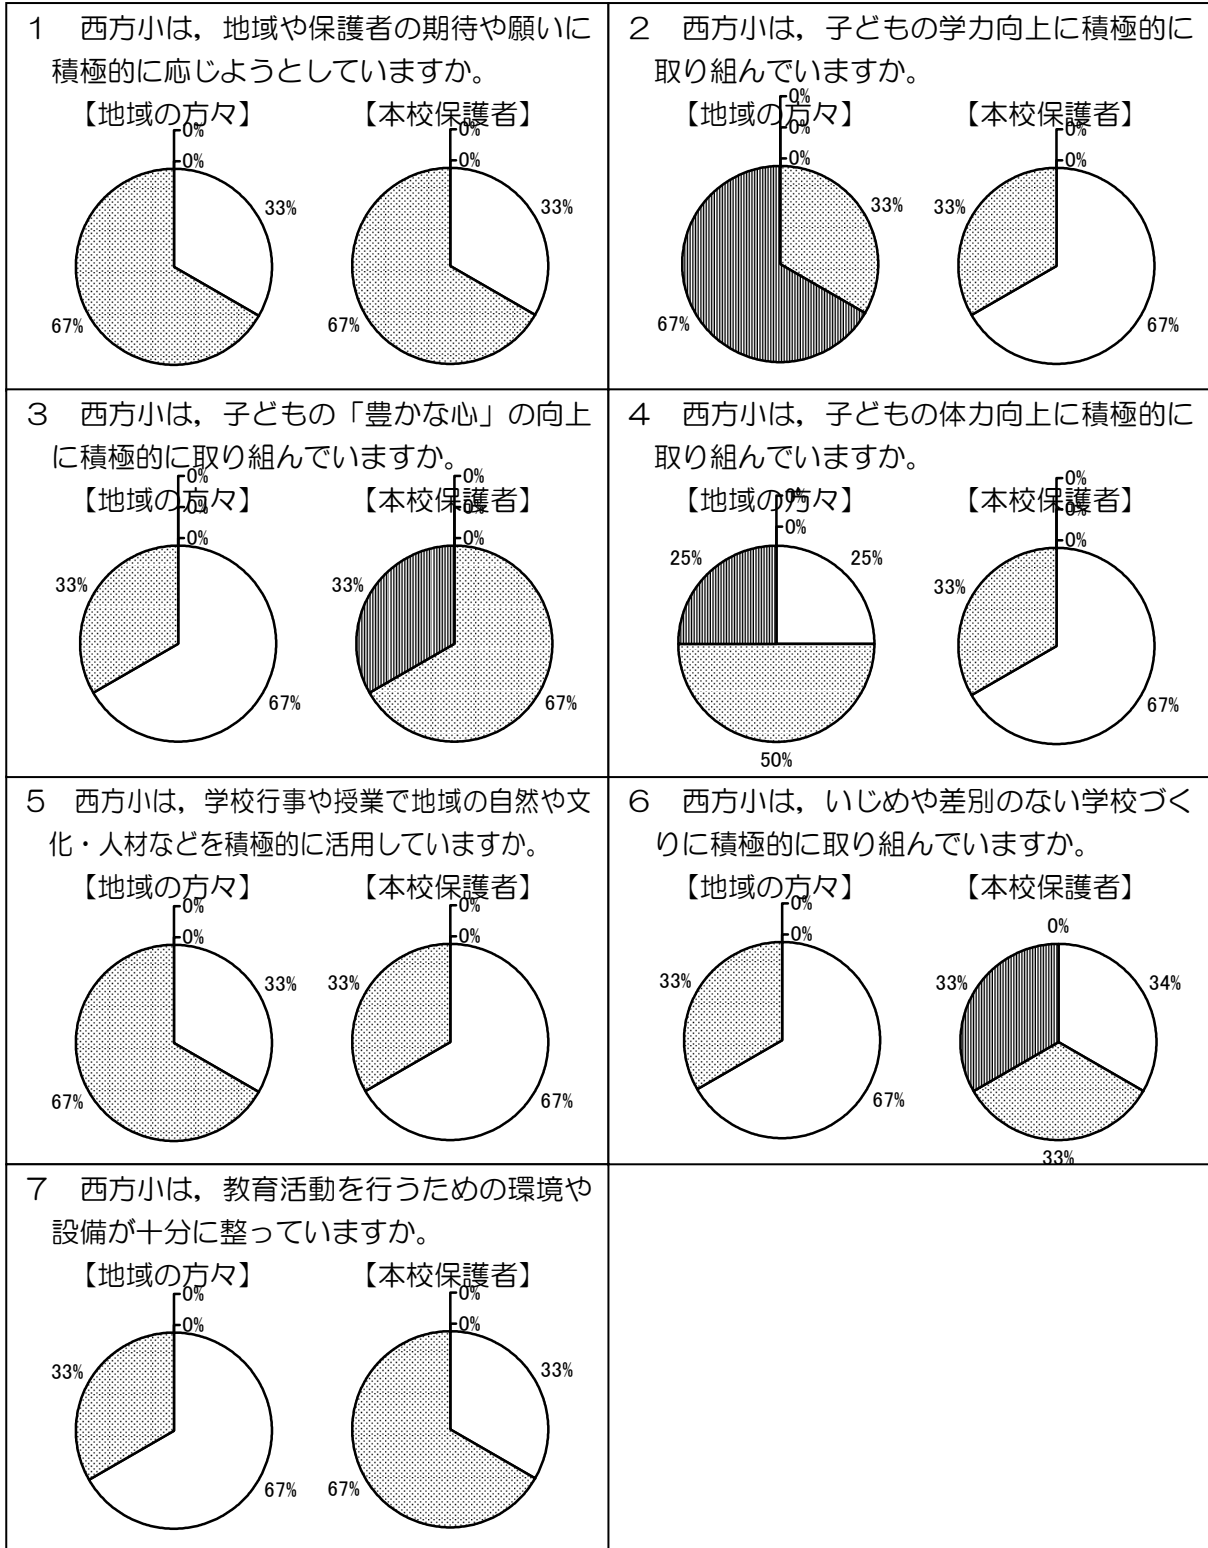 1 西方小は，地域や保護者の期待や願いに
積極的に応じようとしていますか。
【地域の方々】 【本校保護者】
0% 0%
0% 0%
33% 33%
67% 67%
2 西方小は，子どもの学力向上に積極的に
取り組んでいますか。
0%
【地域の方々】 【本校保護者】
0% 0%
0% 0%
33% 33%
67% 67%
3 西方小は，子どもの「豊かな心」の向上
に積極的に取り組んでいますか。
0% 0%
【地域の方々】 【本校保護者】
0% 0%
0% 0%
33% 33%
67% 67%
4 西方小は，子どもの体力向上に積極的に
取り組んでいますか。
0%
【地域の方々】 【本校保護者】
0% 0%
0% 0%
25% 25% 33%
67%
50%
5 西方小は，学校行事や授業で地域の自然や文
化・人材などを積極的に活用していますか。
【地域の方々】 【本校保護者】
0% 0%
0% 0%
33% 33%
67% 67%
6 西方小は，いじめや差別のない学校づく
りに積極的に取り組んでいますか。
【地域の方々】 【本校保護者】
0%
0% 0%
33% 33% 34%
67%
33%
7 西方小は，教育活動を行うための環境や
設備が十分に整っていますか。
【地域の方々】 【本校保護者】
0% 0%
0% 0%
33% 33%
67% 67%